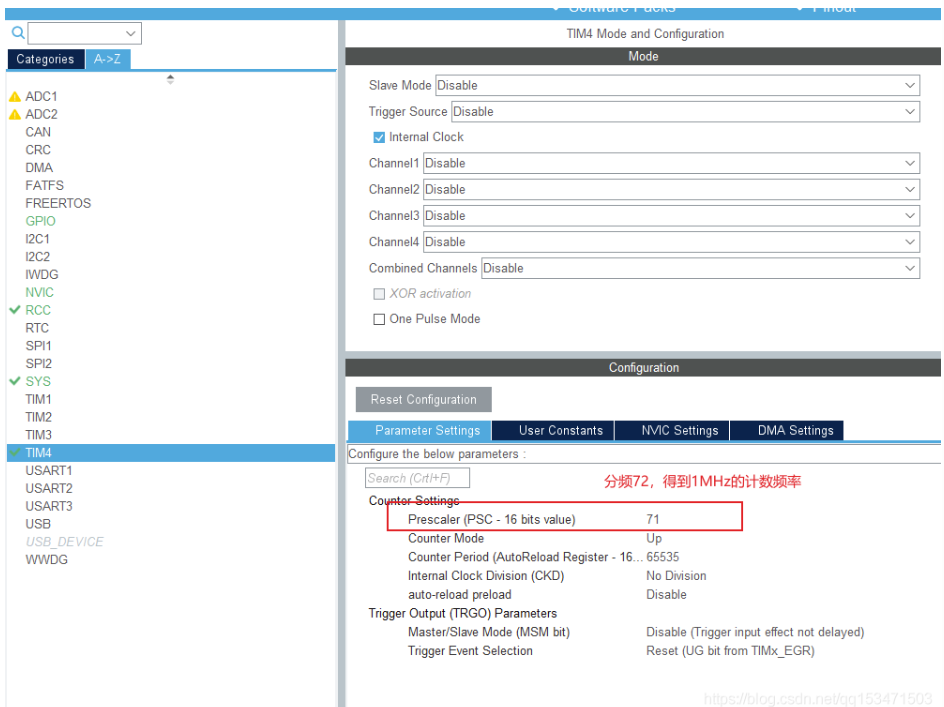 Software Packs
Pinout
TIM4 Mode and Configuration
Categories
A->Z
ADC1
ADC2
CAN
CRC
DMA
FATFS
FREERTOS
GPIO
I2C1
I2C2
IWDG
NVIC
RCC
RTC
SPI1
SPI2
SYS
TIM1
TIM2
TIM3
TIM4
USART1
USART2
USART3
USB
USB_DEVICE
WWDG
Mode
Slave Mode Disable
Trigger Source Disable
Internal Clock
Channel1 Disable
Channel2 Disable
Channel3 Disable
Channel4 Disable
Combined Channels Disable
XOR activation
One Pulse Mode
Configuration
Reset Configuration
Parameter Settings
User Constants
NVIC Settings
DMA Settings
Configure the below parameters :
Search (Crtl+F)
分频72，得到1MHz的计数频率
Counter Settings
Prescaler (PSC - 16 bits value) 71
Counter Mode Up
Counter Period (AutoReload Register - 16... 65535
Internal Clock Division (CKD) No Division
auto-reload preload Disable
Trigger Output (TRGO) Parameters
Master/Slave Mode (MSM bit) Disable (Trigger input effect not delayed)
Trigger Event Selection Reset (UG bit from TIMx_EGR)
https://blog.csdn.net/qq153471503